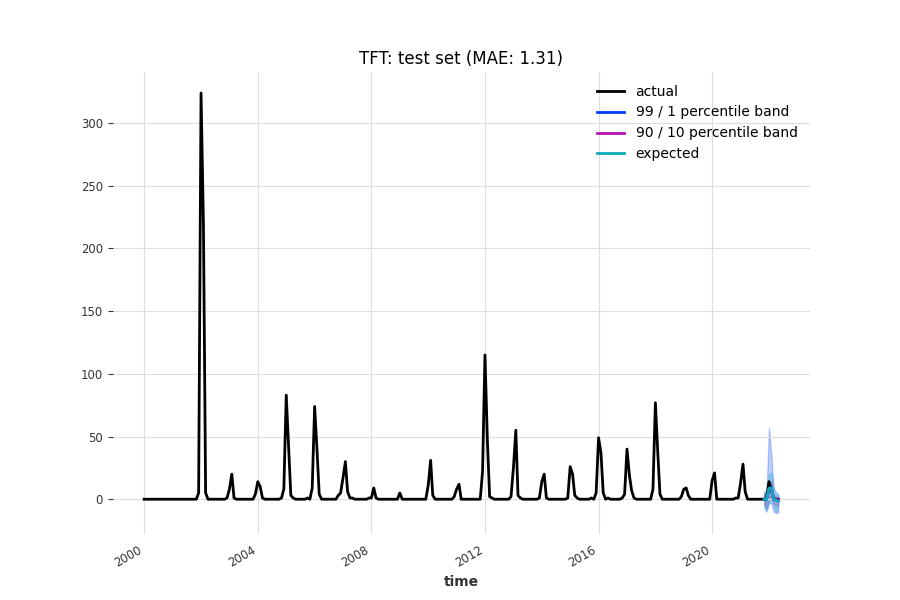 TFT: test set (MAE: 1.31)
actual
99 / 1 percentile band
90 / 10 percentile band
expected
300
250
200
150
100
50
0
2000
2004
2008
2012
2016
2020
time